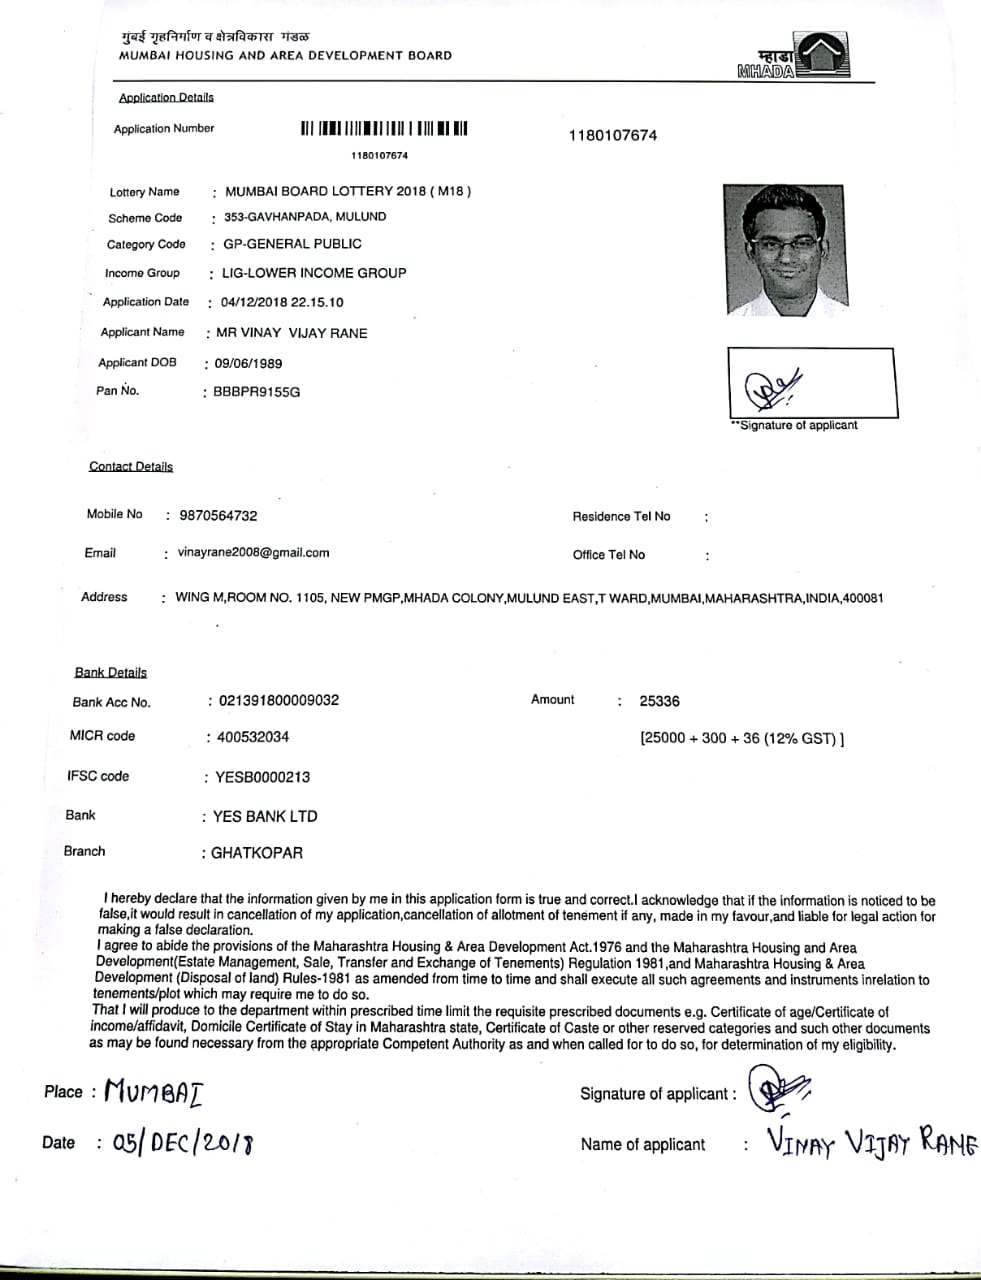 मुंबई गृहनिर्माण व क्षेत्रविकास गंडळ
MUMBAI HOUSING AND AREA DEVELOPMENT BOARD
म्हाडा
MHADA
Application Details
Application Number 1180107674
1180107674
Lottery Name : MUMBAI BOARD LOTTERY 2018 ( M18 )
Scheme Code : 353-GAVHANPADA, MULUND
Category Code : GP-GENERAL PUBLIC
Income Group : LIG-LOWER INCOME GROUP
Application Date : 04/12/2018 22.15.10
Applicant Name : MR VINAY VIJAY RANE
Applicant DOB : 09/06/1989
Pan No. : BBBPR9155G
**Signature of applicant
Contact Details
Mobile No : 9870564732 Residence Tel No :
Email : vinayrane2008@gmail.com Office Tel No :
Address : WING M,ROOM NO. 1105, NEW PMGP,MHADA COLONY,MULUND EAST,T WARD,MUMBAI,MAHARASHTRA,INDIA,400081
Bank Details
Bank Acc No. : 021391800009032 Amount : 25336
MICR code : 400532034 [25000 + 300 + 36 (12% GST) ]
IFSC code : YESB0000213
Bank : YES BANK LTD
Branch : GHATKOPAR
I hereby declare that the information given by me in this application form is true and correct.I acknowledge that if the information is noticed to be
false,it would result in cancellation of my application,cancellation of allotment of tenement if any, made in my favour,and liable for legal action for
making a false declaration.
I agree to abide the provisions of the Maharashtra Housing & Area Development Act.1976 and the Maharashtra Housing and Area
Development(Estate Management, Sale, Transfer and Exchange of Tenements) Regulation 1981,and Maharashtra Housing & Area
Development (Disposal of land) Rules-1981 as amended from time to time and shall execute all such agreements and instruments inrelation to
tenements/plot which may require me to do so.
That I will produce to the department within prescribed time limit the requisite prescribed documents e.g. Certificate of age/Certificate of
income/affidavit, Domicile Certificate of Stay in Maharashtra state, Certificate of Caste or other reserved categories and such other documents
as may be found necessary from the appropriate Competent Authority as and when called for to do so, for determination of my eligibility.
Place : MUMBAI Signature of applicant :
Date : 05/DEC/2018 Name of applicant : VINAY VIJAY RANE